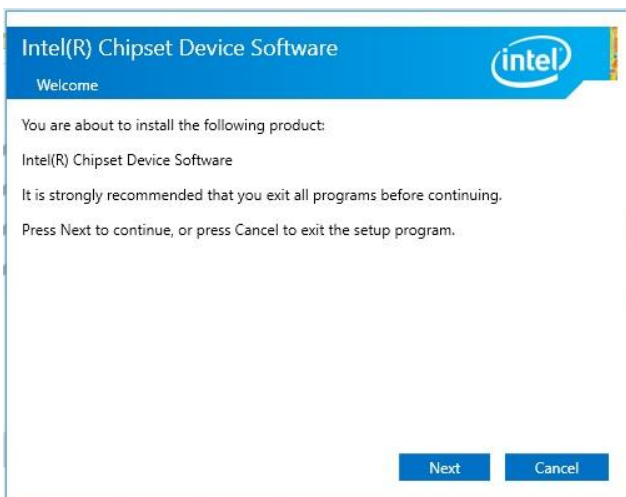 Intel(R) Chipset Device Software
intel
Welcome
You are about to install the following product:
Intel(R) Chipset Device Software
It is strongly recommended that you exit all programs before continuing.
Press Next to continue, or press Cancel to exit the setup program.
Next
Cancel